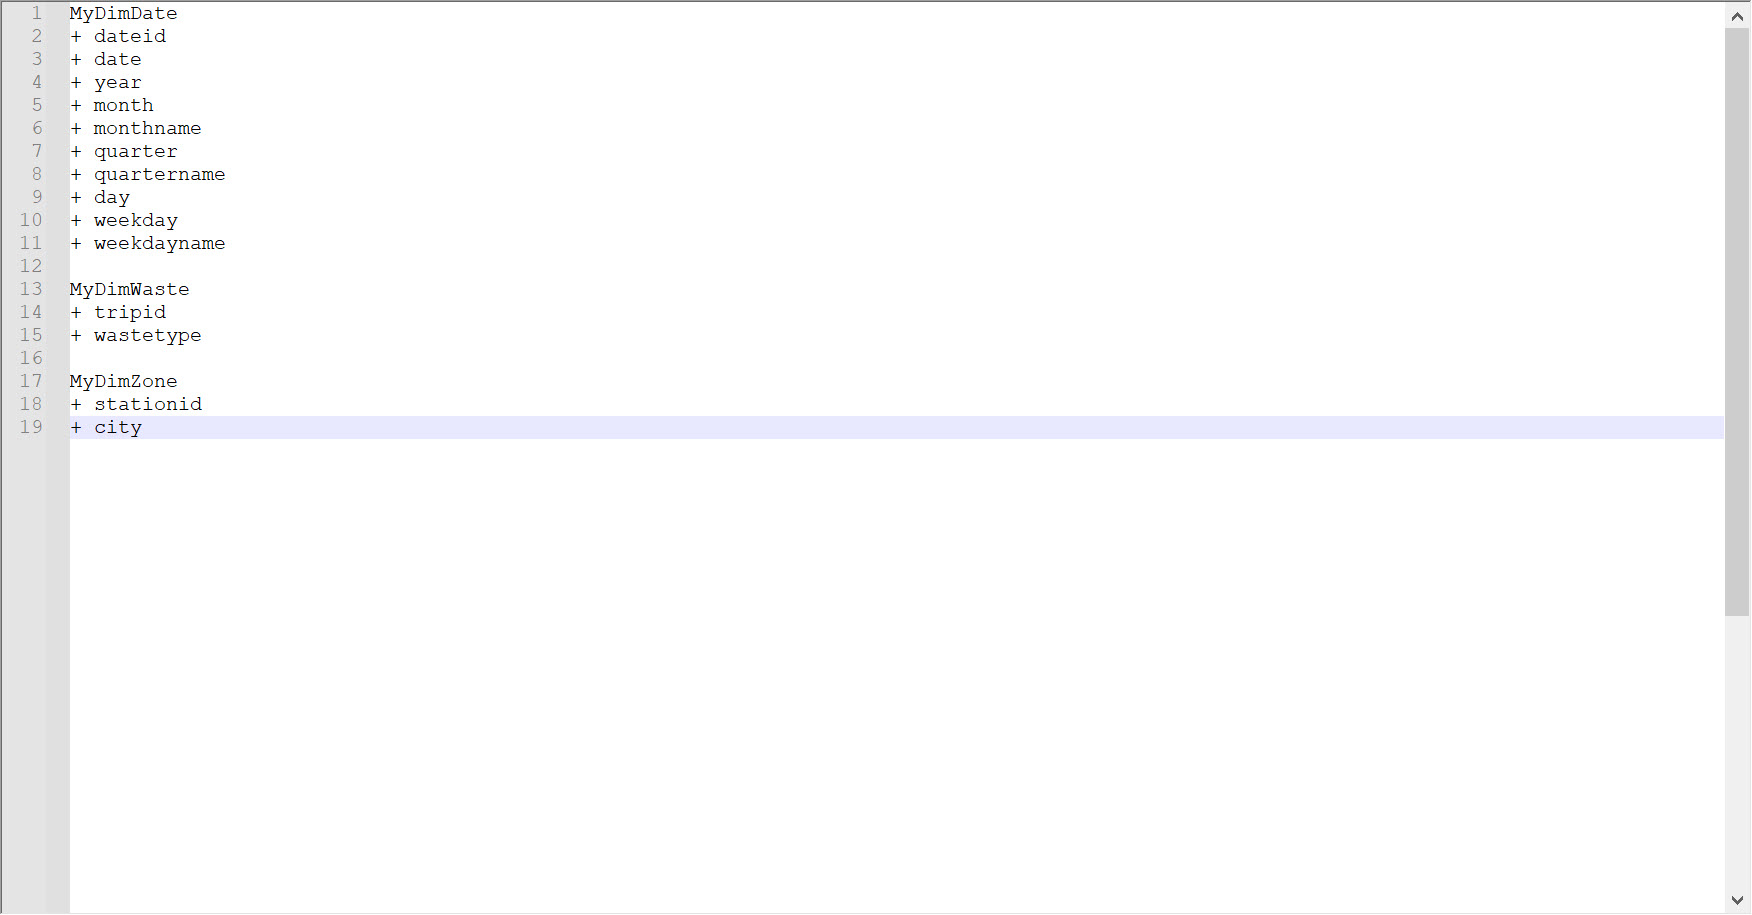 1 MyDimDate
2 + dateid
3 + date
4 + year
5 + month
6 + monthname
7 + quarter
8 + quartername
9 + day
10 + weekday
11 + weekdayname
12
13 MyDimWaste
14 + tripid
15 + wastetype
16
17 MyDimZone
18 + stationid
19 + city